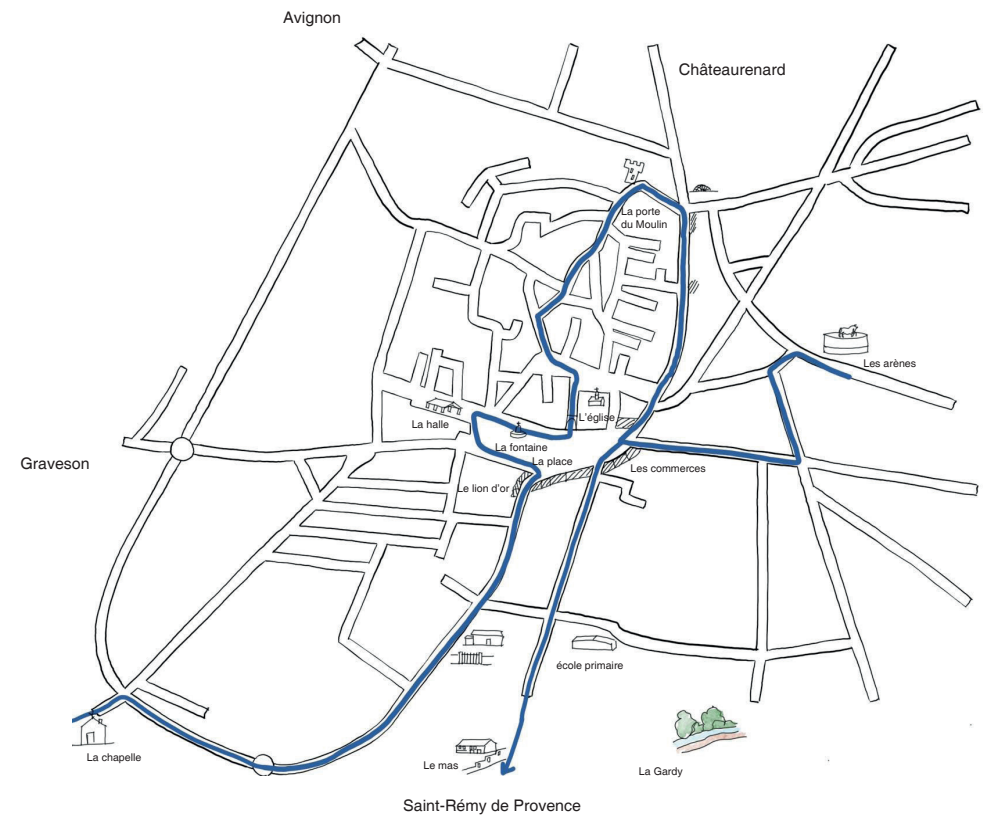 Avignon
Châteaurenard
La porte
du Moulin
Les arènes
La halle
L'église
La fontaine
La place
Graveson
Les commerces
Le lion d'or
école primaire
La chapelle
Le mas
La Gardy
Saint-Rémy de Provence